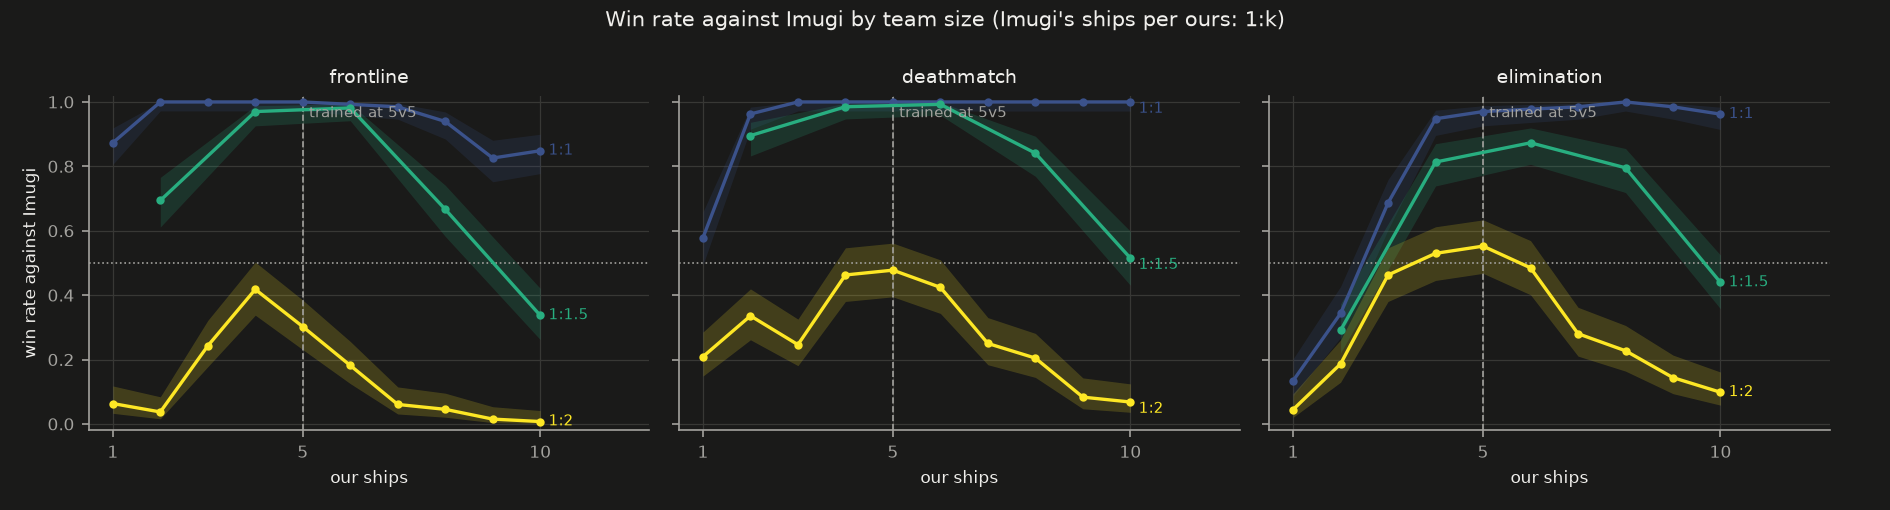 Win rate against Imugi by team size (Imugi's ships per ours: 1:k)
frontline
deathmatch
elimination
win rate against Imugi
1.0
0.8
0.6
0.4
0.2
0.0
trained at 5v5
1:1
1:1.5
1:2
1
5
10
our ships
trained at 5v5
1:1
1:1.5
1:2
1
5
10
our ships
trained at 5v5
1:1
1:1.5
1:2
1
5
10
our ships